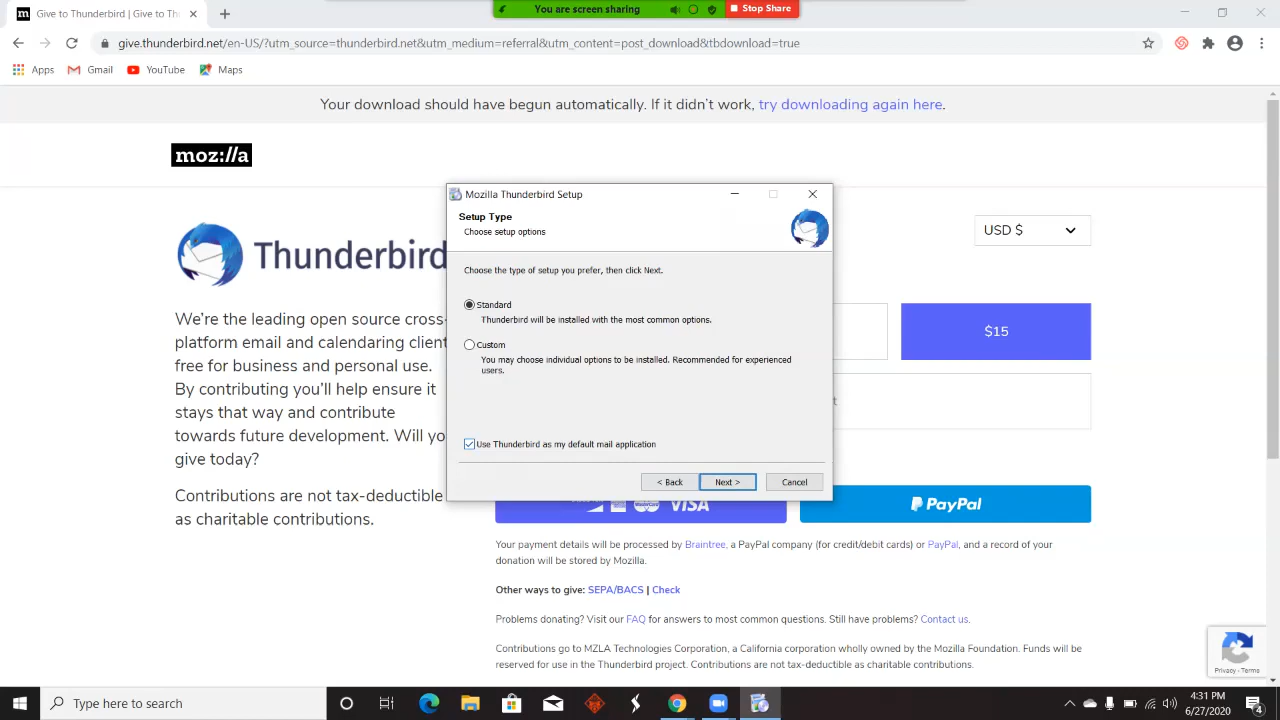 Give to Thunderbird | Give to Th
You are screen sharing
Stop Share
give.thunderbird.net/en-US/?utm_source=thunderbird.net&utm_medium=referral&utm_content=post_download&tbdownload=true
Apps
Gmail
YouTube
Maps
Your download should have begun automatically. If it didn't work, try downloading again here.
moz://a
Mozilla Thunderbird Setup
Setup Type
Choose setup options
Choose the type of setup you prefer, then click Next.
Standard
Thunderbird will be installed with the most common options.
Custom
You may choose individual options to be installed. Recommended for experienced
users.
Use Thunderbird as my default mail application
< Back
Next >
Cancel
Thunderbird
We're the leading open source cross-
platform email and calendaring client
free for business and personal use.
By contributing you'll help ensure it
stays that way and contribute
towards future development. Will yo
give today?
Contributions are not tax-deductible
as charitable contributions.
USD $
$15
t
VISA
PayPal
Your payment details will be processed by Braintree, a PayPal company (for credit/debit cards) or PayPal, and a record of your
donation will be stored by Mozilla.
Other ways to give: SEPA/BACS | Check
Problems donating? Visit our FAQ for answers to most common questions. Still have problems? Contact us.
Contributions go to MZLA Technologies Corporation, a California corporation wholly owned by the Mozilla Foundation. Funds will be
reserved for use in the Thunderbird project. Contributions are not tax-deductible as charitable contributions.
Privacy - Terms
Type here to search
4:31 PM
6/27/2020
4